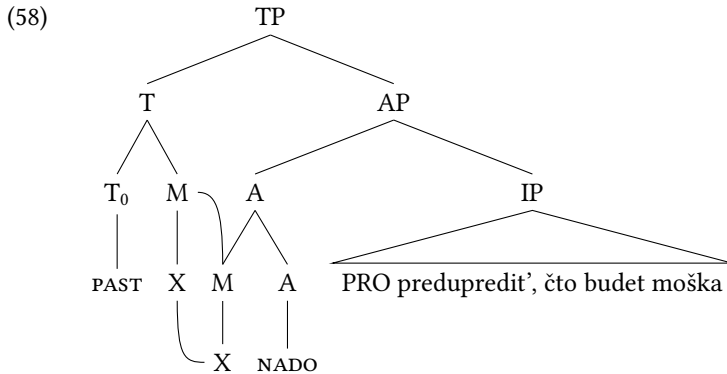 (58) TP
T AP
T₀ M A IP
PAST X M A PRO predupredit’, čto budet moška
X NADO